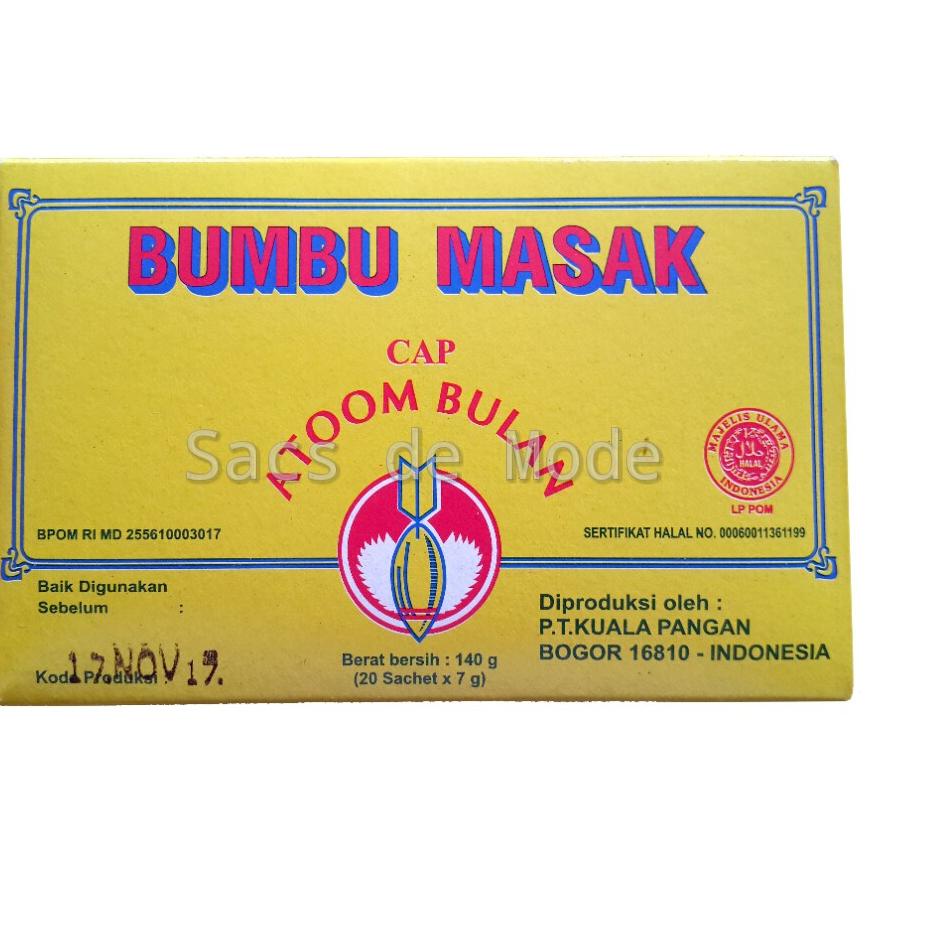 BUMBU MASAK
CAP
ATOOM BULAN
Sacs de Mode
MAJELIS ULAMA
حلال
HALAL
INDONESIA
LP POM
BPOM RI MD 255610003017
SERTIFIKAT HALAL NO. 00060011361199
Baik Digunakan
Sebelum :
17 NOV 19.
Kode Produksi :
Berat bersih : 140 g
(20 Sachet x 7 g)
Diproduksi oleh :
P.T.KUALA PANGAN
BOGOR 16810 - INDONESIA